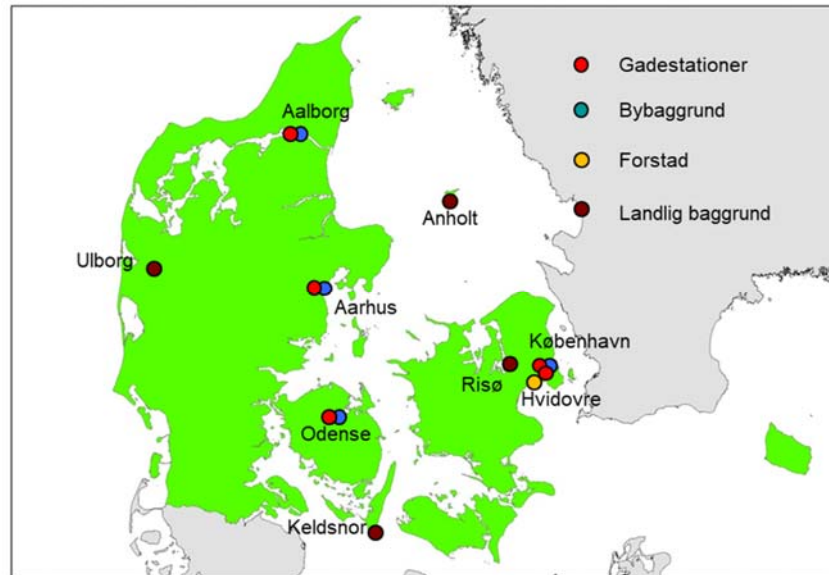 Gadestationer
Aalborg
Bybaggrund
Forstad
Anholt
Landlig baggrund
Ulborg
Aarhus
København
Risø
Hvidovre
Odense
Keldsnor